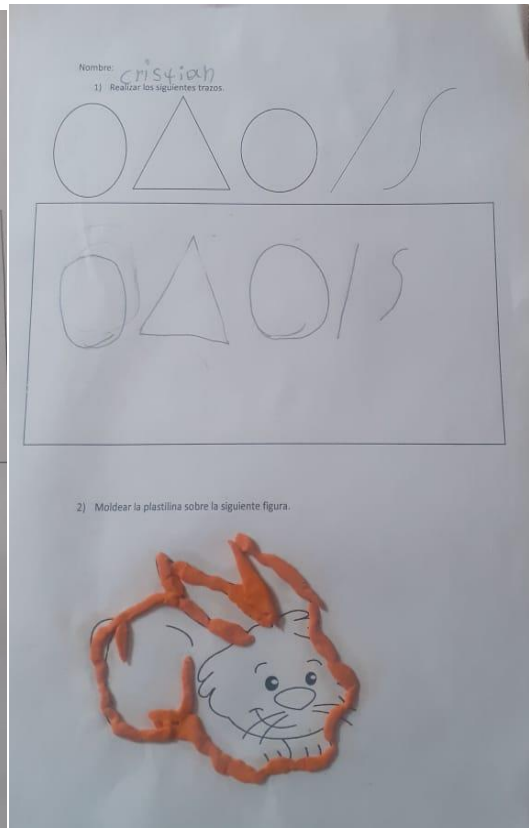 Nombre: cristian
1) Realizar los siguientes trazos.
2) Moldear la plastilina sobre la siguiente figura.